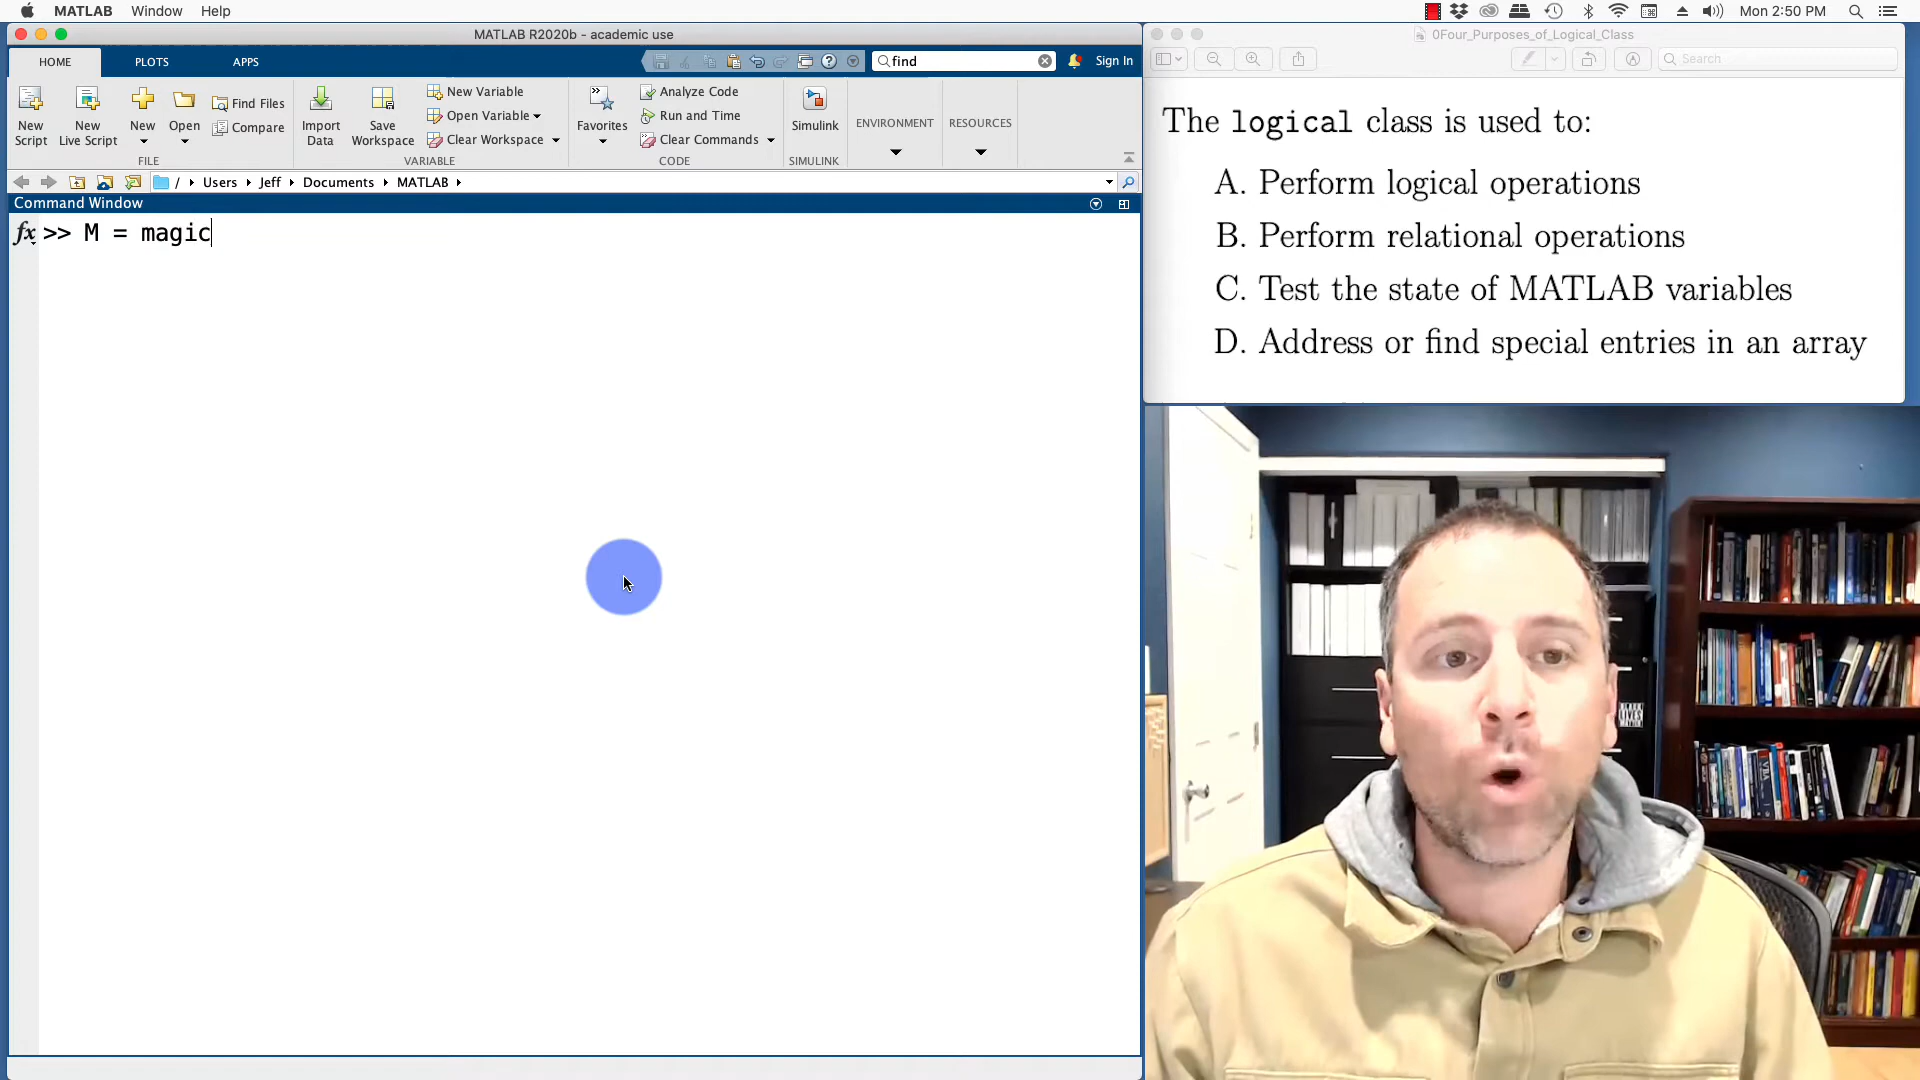 MATLAB Window Help
Mon 2:50 PM
MATLAB R2020b - academic use
HOME PLOTS APPS
find
Sign In
New Script
New Live Script
New
Open
Find Files
Compare
FILE
Import Data
Save Workspace
New Variable
Open Variable
Clear Workspace
VARIABLE
Favorites
Analyze Code
Run and Time
Clear Commands
CODE
Simulink
SIMULINK
ENVIRONMENT
RESOURCES
/ Users Jeff Documents MATLAB
Command Window
fx >> M = magic
0Four_Purposes_of_Logical_Class
Search
The logical class is used to:
A. Perform logical operations
B. Perform relational operations
C. Test the state of MATLAB variables
D. Address or find special entries in an array